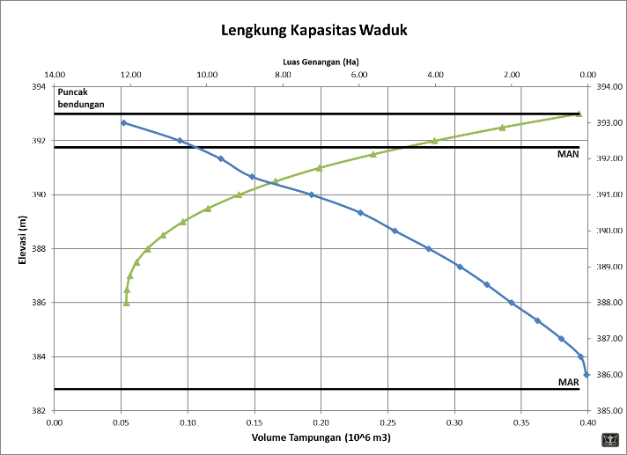 Lengkung Kapasitas Waduk
Luas Genangan (Ha)
14.00 12.00 10.00 8.00 6.00 4.00 2.00 0.00
394 394.00
Puncak
bendungan
393.00
392
MAN
392.00
390 391.00
390.00
388
389.00
386 388.00
387.00
384
386.00
MAR
382 385.00
Elevasi (m)
0.00 0.05 0.10 0.15 0.20 0.25 0.30 0.35 0.40
Volume Tampungan (10^6 m3)